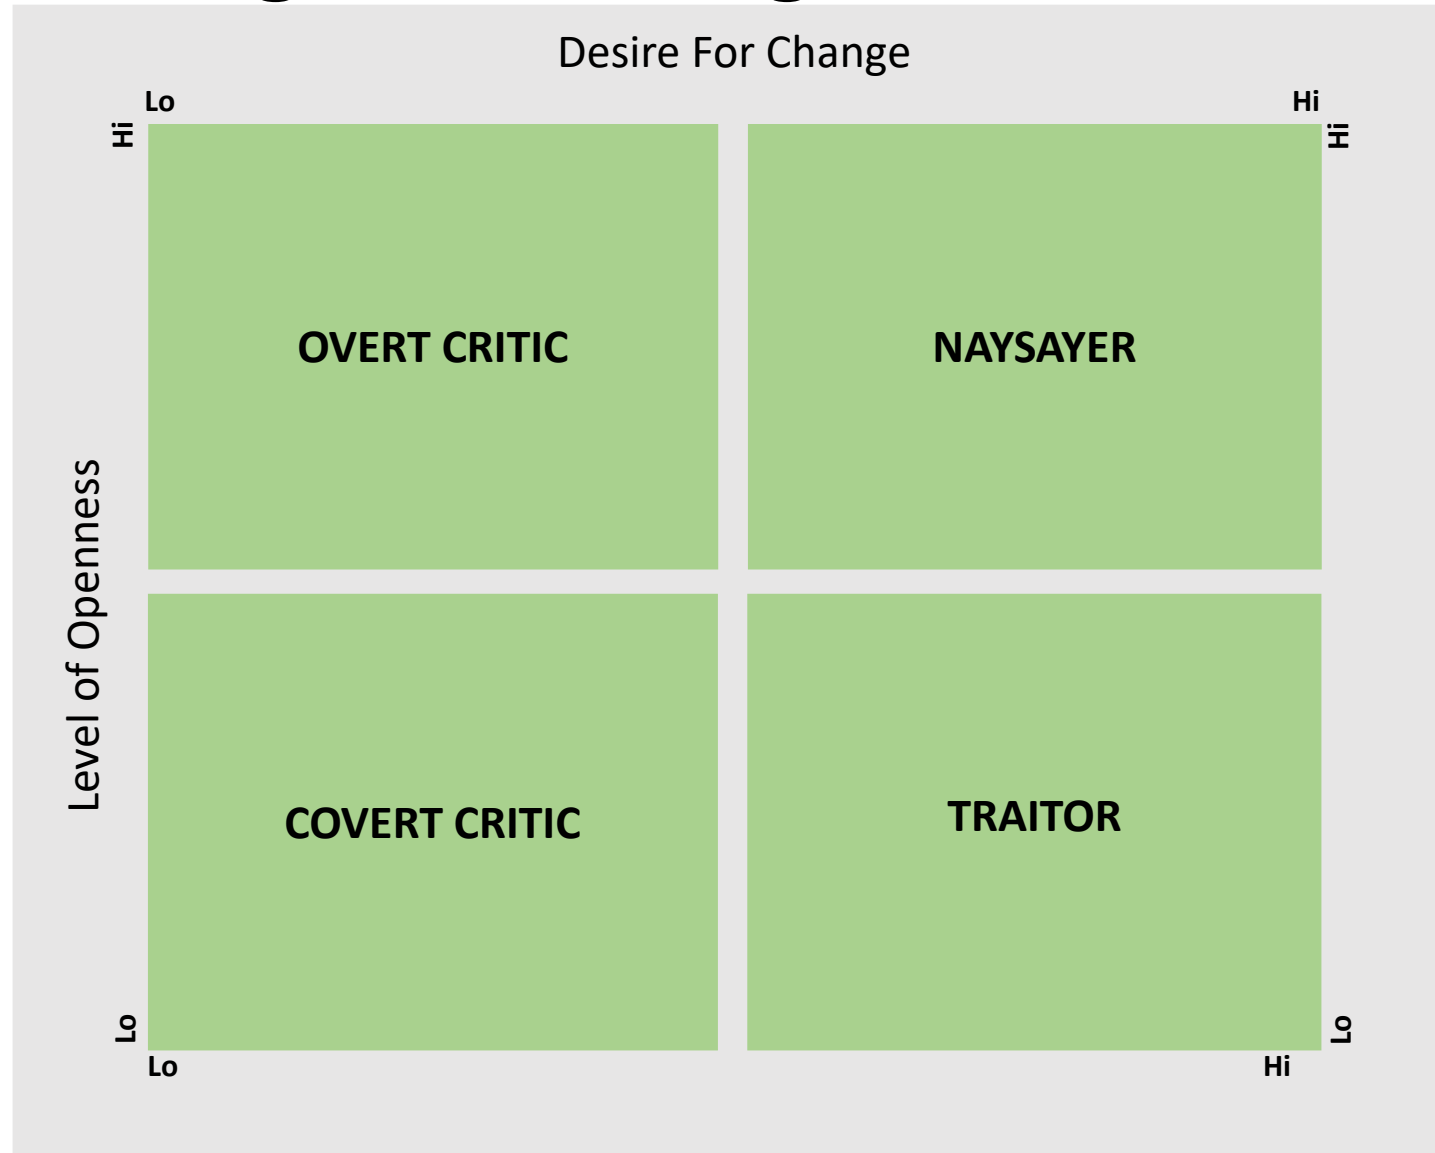 Desire For Change
Lo
Hi
Hi
Hi
OVERT CRITIC
NAYSAYER
Level of Openness
COVERT CRITIC
TRAITOR
Lo
Lo
Lo
Hi